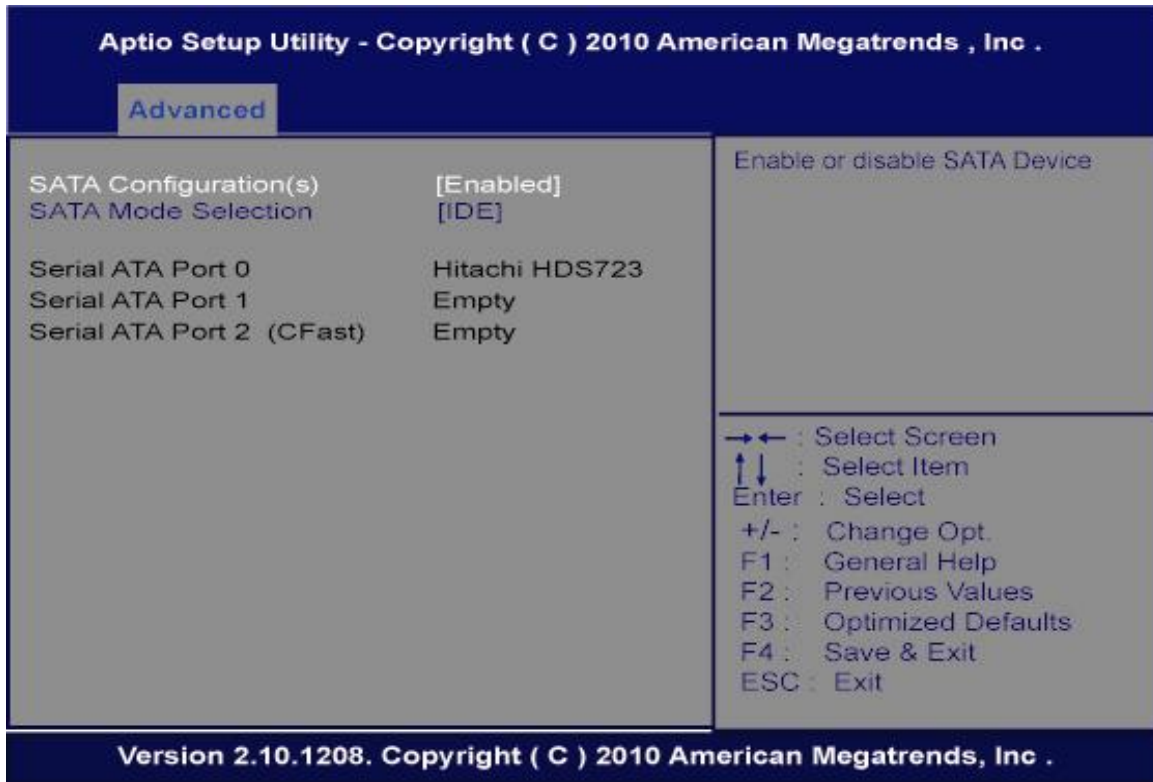 Aptio Setup Utility - Copyright ( C ) 2010 American Megatrends , Inc .
Advanced
SATA Configuration(s) [Enabled]
SATA Mode Selection [IDE]
Serial ATA Port 0 Hitachi HDS723
Serial ATA Port 1 Empty
Serial ATA Port 2 (CFast) Empty
Enable or disable SATA Device
→← : Select Screen
↑↓ : Select Item
Enter : Select
+/- : Change Opt.
F1 : General Help
F2 : Previous Values
F3 : Optimized Defaults
F4 : Save & Exit
ESC : Exit
Version 2.10.1208. Copyright ( C ) 2010 American Megatrends, Inc .